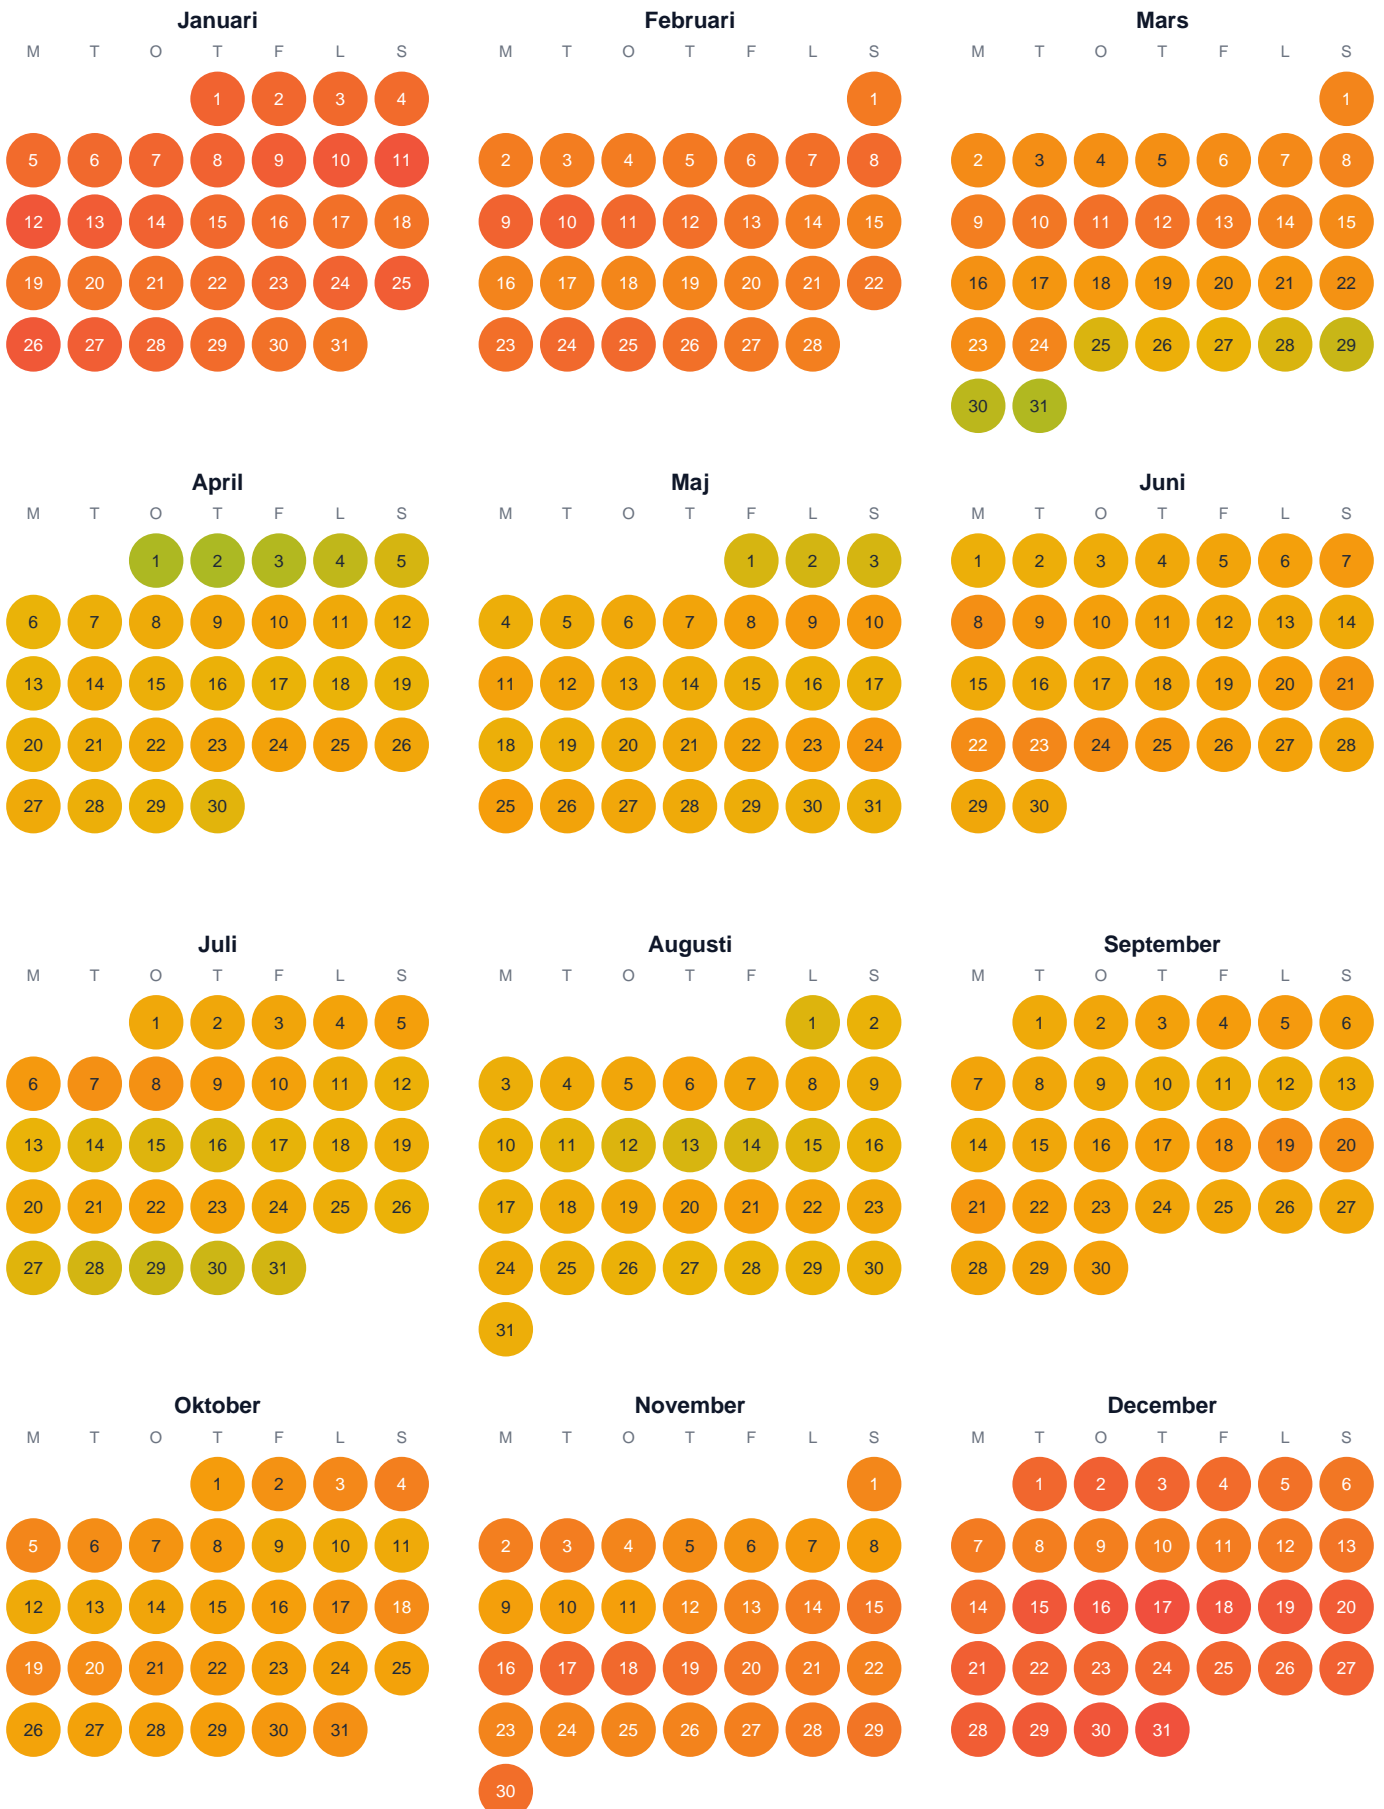 Januari Februari Mars
M T O T F L S M T O T F L S M T O T F L S
1 2 3 4 1 1
5 6 7 8 9 10 11 2 3 4 5 6 7 8 2 3 4 5 6 7 8
12 13 14 15 16 17 18 9 10 11 12 13 14 15 9 10 11 12 13 14 15
19 20 21 22 23 24 25 16 17 18 19 20 21 22 16 17 18 19 20 21 22
26 27 28 29 30 31 23 24 25 26 27 28 23 24 25 26 27 28 29
30 31
April Maj Juni
M T O T F L S M T O T F L S M T O T F L S
1 2 3 4 5 1 2 3 1 2 3 4 5 6 7
6 7 8 9 10 11 12 4 5 6 7 8 9 10 8 9 10 11 12 13 14
13 14 15 16 17 18 19 11 12 13 14 15 16 17 15 16 17 18 19 20 21
20 21 22 23 24 25 26 18 19 20 21 22 23 24 22 23 24 25 26 27 28
27 28 29 30 25 26 27 28 29 30 31 29 30
Juli Augusti September
M T O T F L S M T O T F L S M T O T F L S
1 2 3 4 5 1 2 1 2 3 4 5 6
6 7 8 9 10 11 12 3 4 5 6 7 8 9 7 8 9 10 11 12 13
13 14 15 16 17 18 19 10 11 12 13 14 15 16 14 15 16 17 18 19 20
20 21 22 23 24 25 26 17 18 19 20 21 22 23 21 22 23 24 25 26 27
27 28 29 30 31 24 25 26 27 28 29 30 28 29 30
31
Oktober November December
M T O T F L S M T O T F L S M T O T F L S
1 2 3 4 1 1 2 3 4 5 6
5 6 7 8 9 10 11 2 3 4 5 6 7 8 7 8 9 10 11 12 13
12 13 14 15 16 17 18 9 10 11 12 13 14 15 14 15 16 17 18 19 20
19 20 21 22 23 24 25 16 17 18 19 20 21 22 21 22 23 24 25 26 27
26 27 28 29 30 31 23 24 25 26 27 28 29 28 29 30 31
30